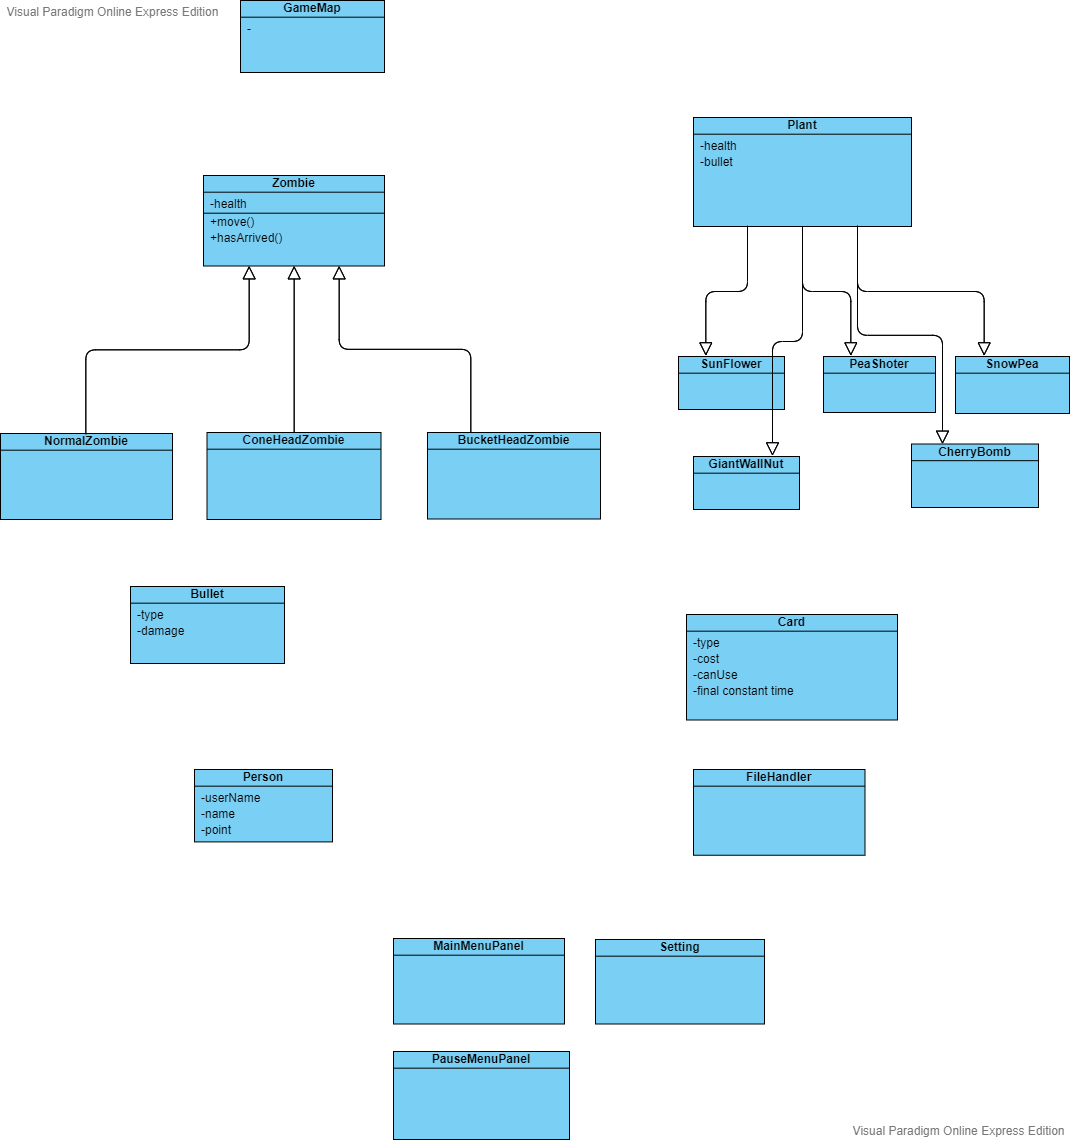 Visual Paradigm Online Express Edition
GameMap
-
Plant
-health
-bullet
Zombie
-health
+move()
+hasArrived()
SunFlower
PeaShoter
SnowPea
NormalZombie
ConeHeadZombie
BucketHeadZombie
GiantWallNut
CherryBomb
Bullet
-type
-damage
Card
-type
-cost
-canUse
-final constant time
Person
-userName
-name
-point
FileHandler
MainMenuPanel
Setting
PauseMenuPanel
Visual Paradigm Online Express Edition